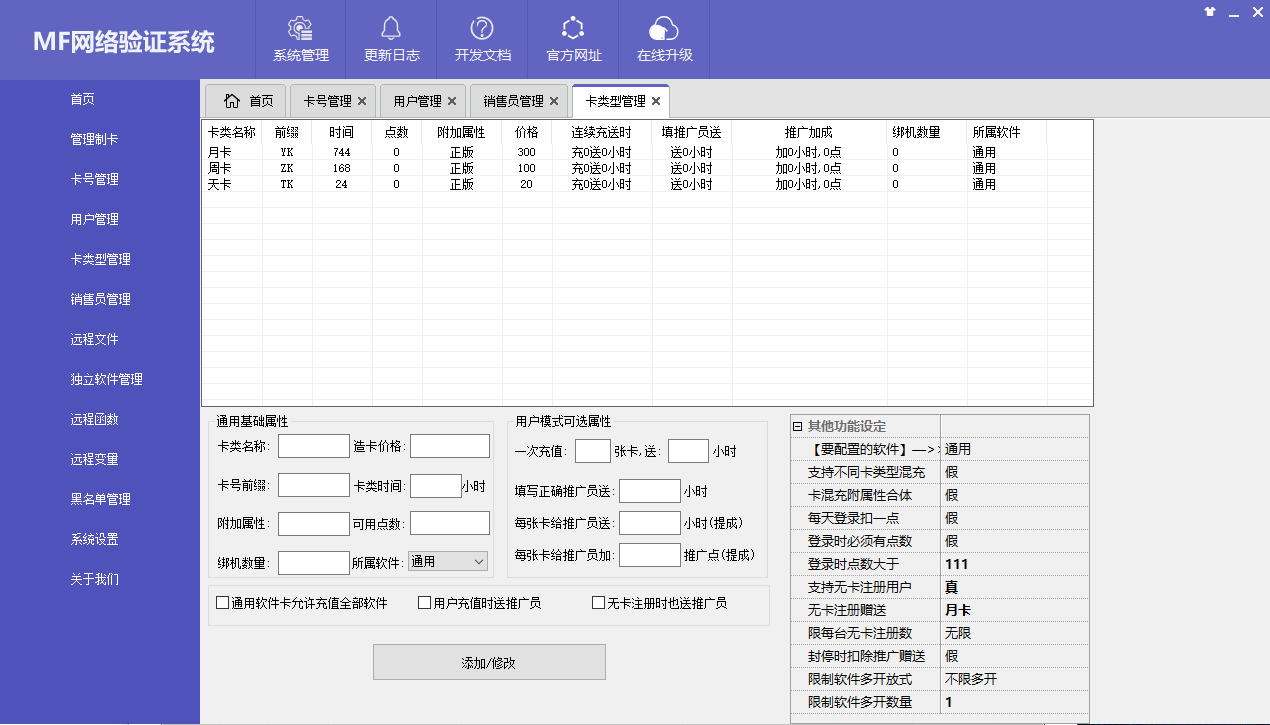 MF网络验证系统
系统管理 更新日志 开发文档 官方网址 在线升级
首页
管理制卡
卡号管理
用户管理
卡类型管理
销售员管理
远程文件
独立软件管理
远程函数
远程变量
黑名单管理
系统设置
关于我们
首页 卡号管理 用户管理 销售员管理 卡类型管理
卡类名称 前缀 时间 点数 附加属性 价格 连续充送时 填推广员送 推广加成 绑机数量 所属软件
月卡 YK 744 0 正版 300 充0送0小时 送0小时 加0小时,0点 0 通用
周卡 ZK 168 0 正版 100 充0送0小时 送0小时 加0小时,0点 0 通用
天卡 TK 24 0 正版 20 充0送0小时 送0小时 加0小时,0点 0 通用
通用基础属性
卡类名称: 造卡价格:
卡号前缀: 卡类时间: 小时
附加属性: 可用点数:
绑机数量: 所属软件: 通用
用户模式可选属性
一次充值: 张卡,送: 小时
填写正确推广员送: 小时
每张卡给推广员送: 小时(提成)
每张卡给推广员加: 推广点(提成)
通用软件卡允许充值全部软件 用户充值时送推广员 无卡注册时也送推广员
添加/修改
其他功能设定
【要配置的软件】—>> 通用
支持不同卡类型混充 假
卡混充附属性合体 假
每天登录扣一点 假
登录时必须有点数 假
登录时点数大于 111
支持无卡注册用户 真
无卡注册赠送 月卡
限每台无卡注册数 无限
封停时扣除推广赠送 假
限制软件多开放式 不限多开
限制软件多开数量 1